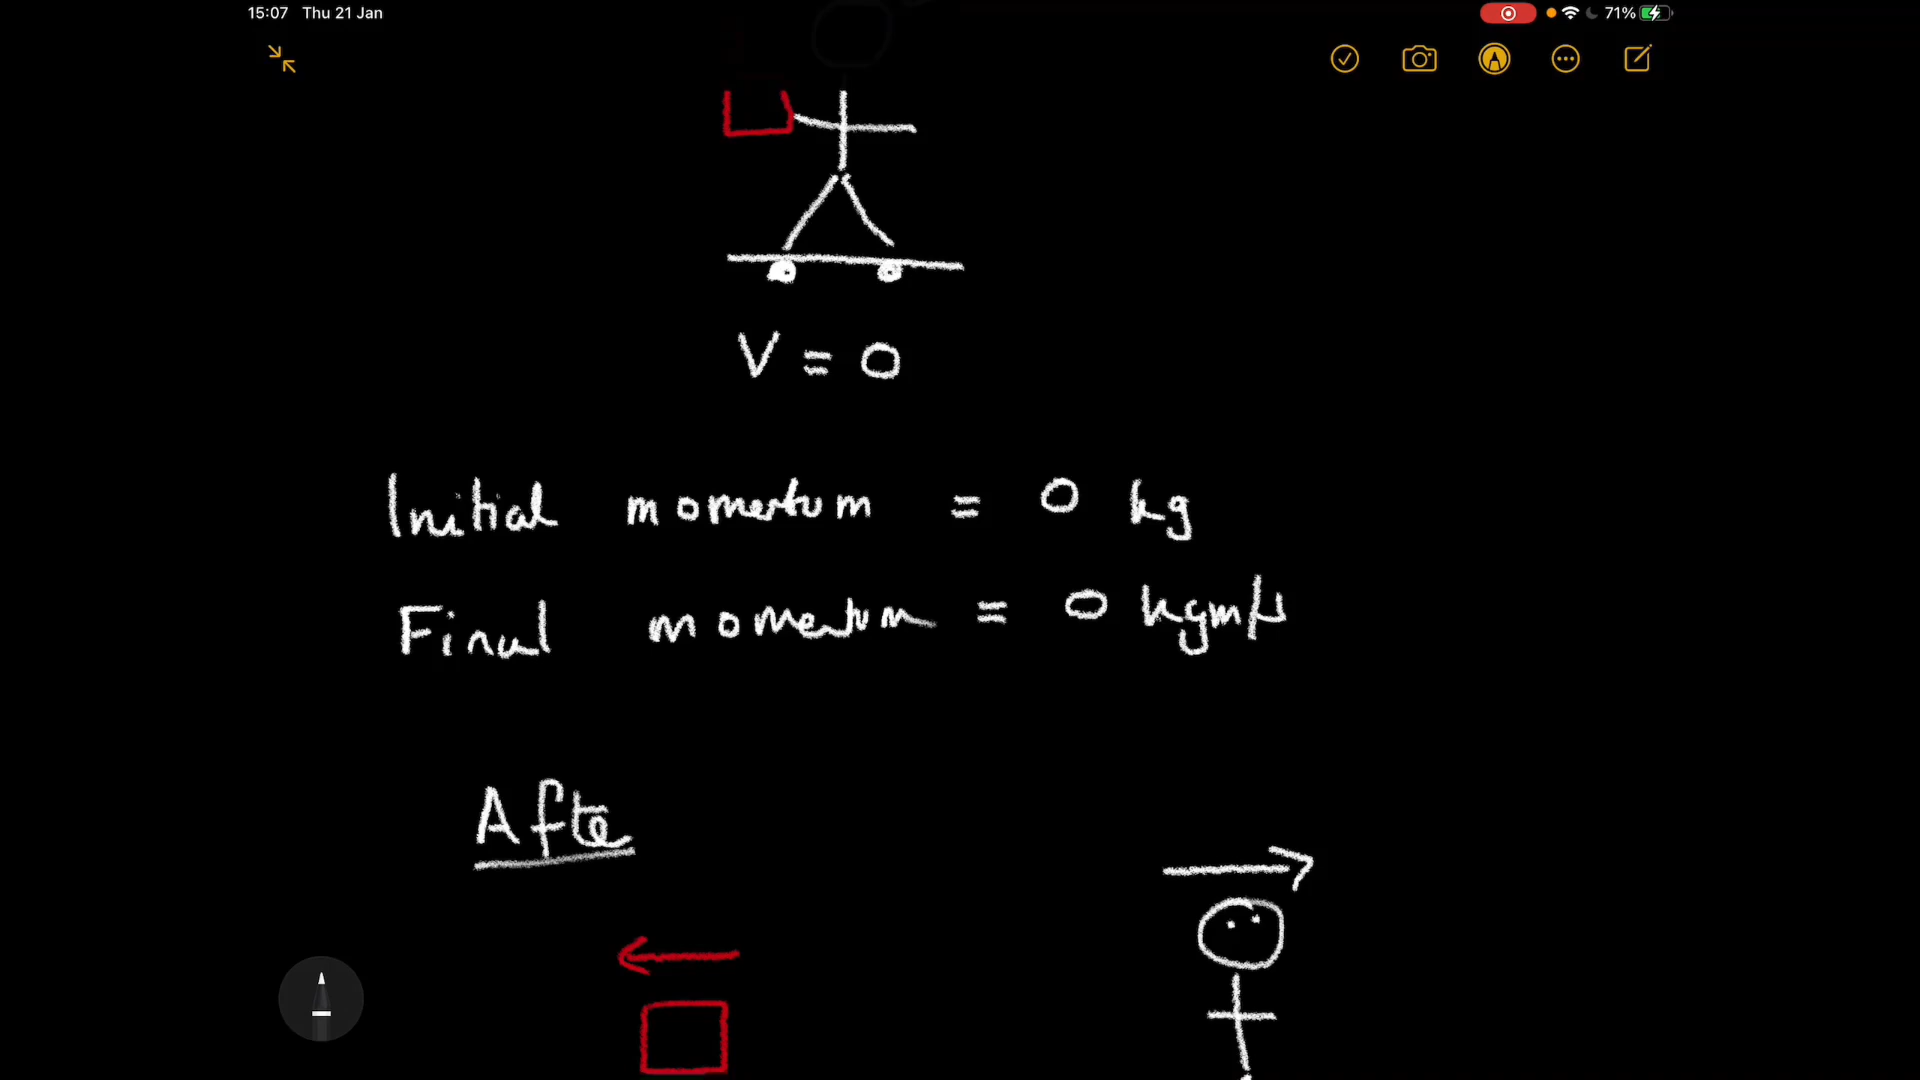 15:07 Thu 21 Jan 71%
V = 0
Initial momentum = 0 kg
Final momentum = 0 kgm/s
Afte